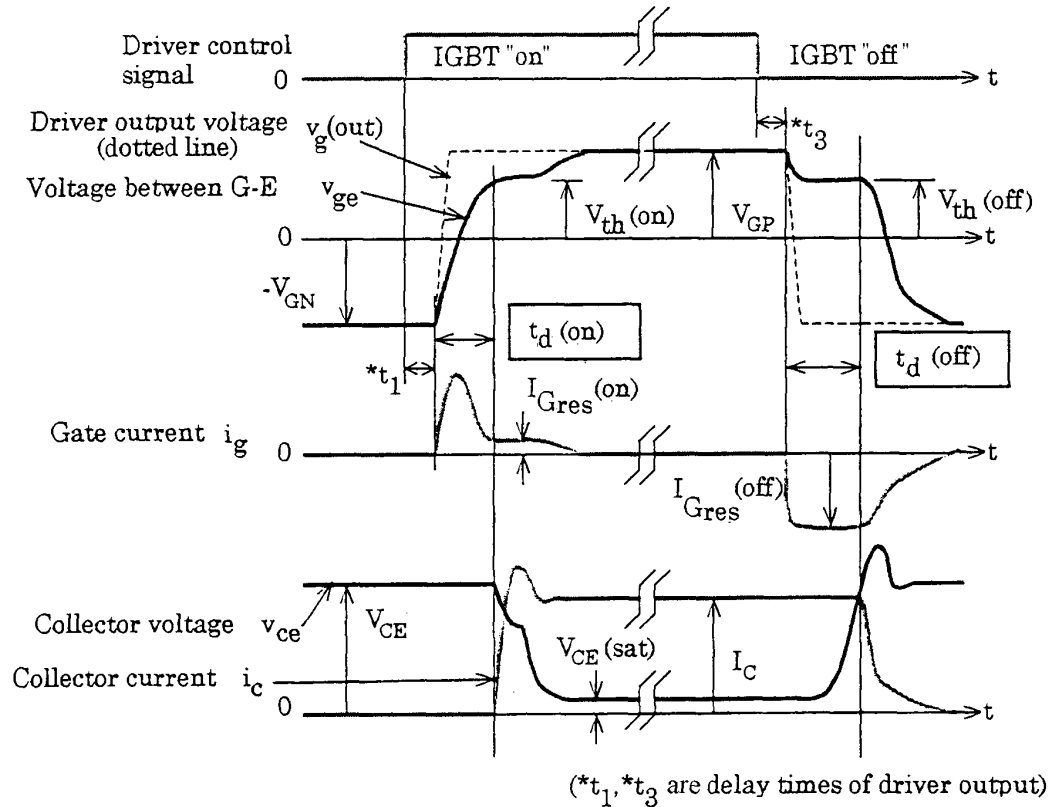 Driver control
signal
IGBT "on"
IGBT "off"
0
t
Driver output voltage
(dotted line)
vg(out)
*t3
Voltage between G-E
vge
Vth(on)
VGP
Vth(off)
0
t
-VGN
td(on)
td(off)
*t1
IGres(on)
Gate current ig
0
t
IGres(off)
Collector voltage vce
VCE
VCE(sat)
IC
Collector current ic
0
t
(*t1,*t3 are delay times of driver output)